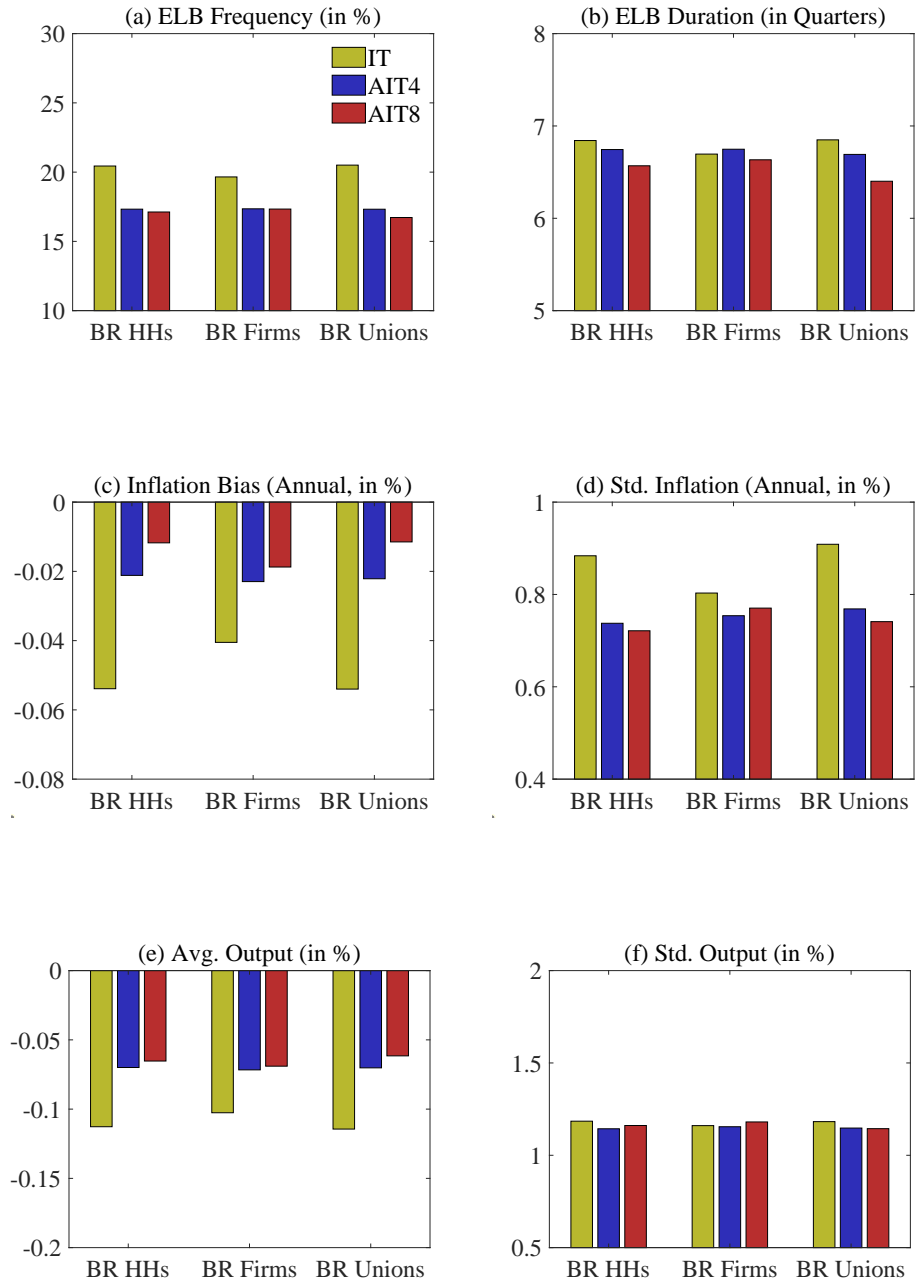 (a) ELB Frequency (in %)
30
25
20
15
10
IT
AIT4
AIT8
BR HHs BR Firms BR Unions
(b) ELB Duration (in Quarters)
8
7
6
5
BR HHs BR Firms BR Unions
(c) Inflation Bias (Annual, in %)
0
-0.02
-0.04
-0.06
-0.08
BR HHs BR Firms BR Unions
(d) Std. Inflation (Annual, in %)
1
0.8
0.6
0.4
BR HHs BR Firms BR Unions
(e) Avg. Output (in %)
0
-0.05
-0.1
-0.15
-0.2
BR HHs BR Firms BR Unions
(f) Std. Output (in %)
2
1.5
1
0.5
BR HHs BR Firms BR Unions